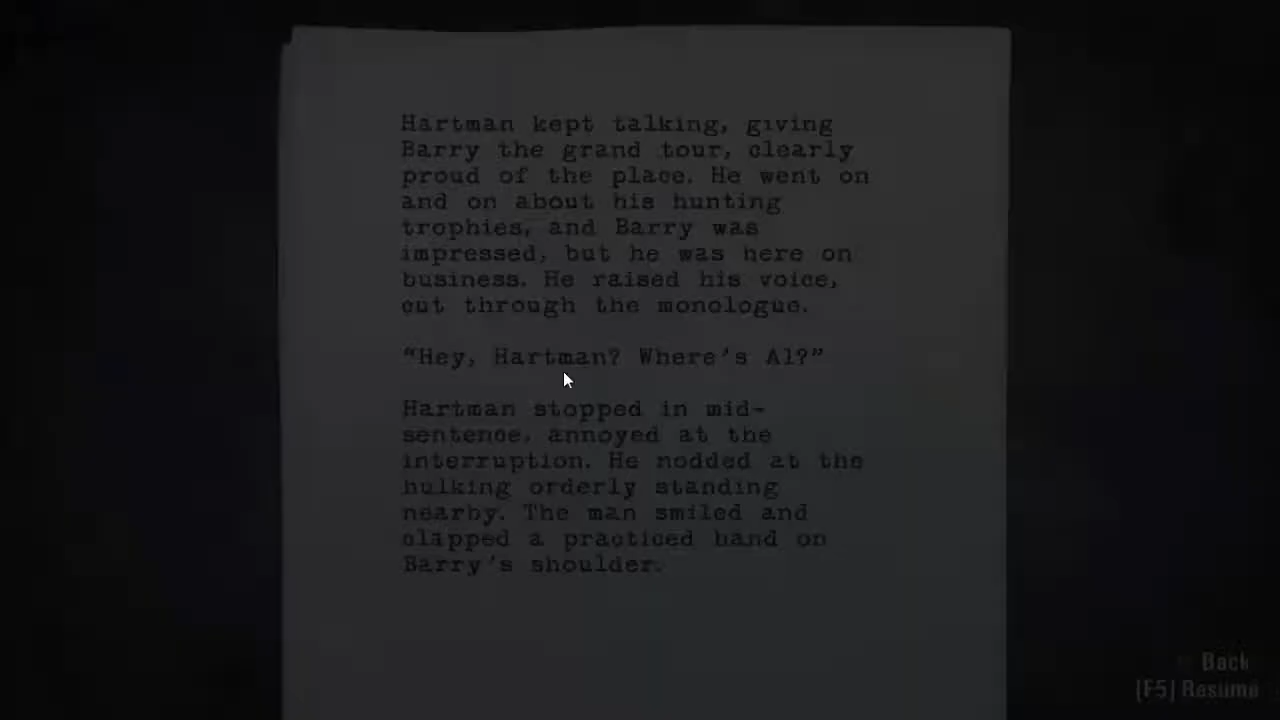 Hartman kept talking, giving
Barry the grand tour, clearly
proud of the place. He went on
and on about his hunting
trophies, and Barry was
impressed, but he was here on
business. He raised his voice,
cut through the monologue.
“Hey, Hartman? Where’s Al?”
Hartman stopped in mid-
sentence, annoyed at the
interruption. He nodded at the
hulking orderly standing
nearby. The man smiled and
clapped a practiced hand on
Barry’s shoulder.
Back
[F5] Resume